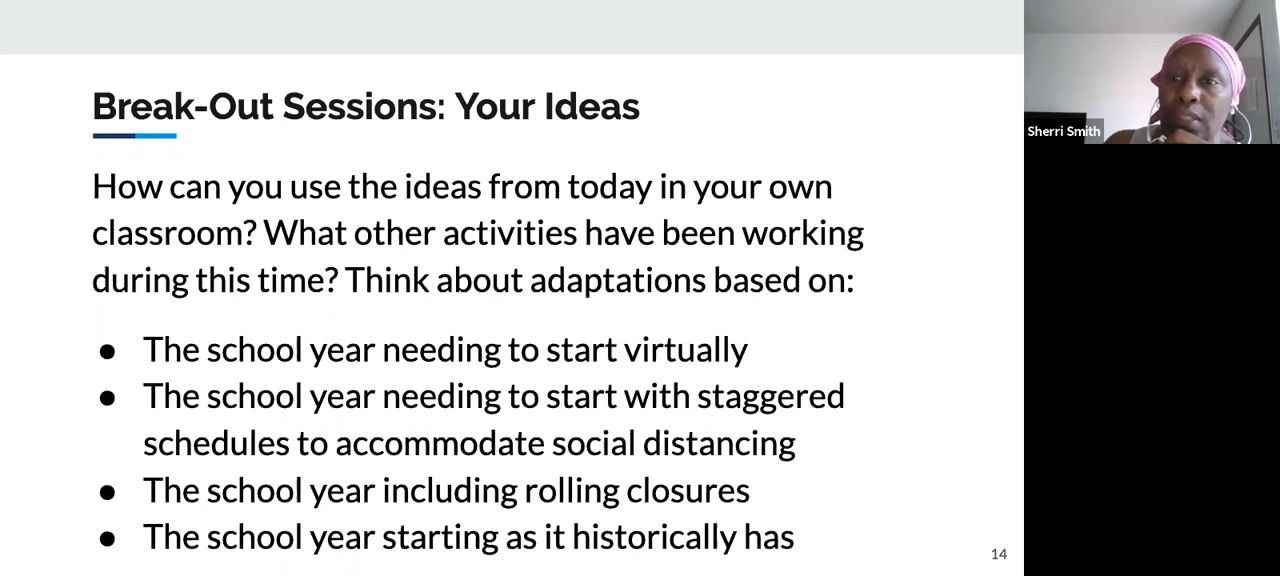 Break-Out Sessions: Your Ideas
How can you use the ideas from today in your own
classroom? What other activities have been working
during this time? Think about adaptations based on:
● The school year needing to start virtually
● The school year needing to start with staggered
schedules to accommodate social distancing
● The school year including rolling closures
● The school year starting as it historically has
14
Sherri Smith